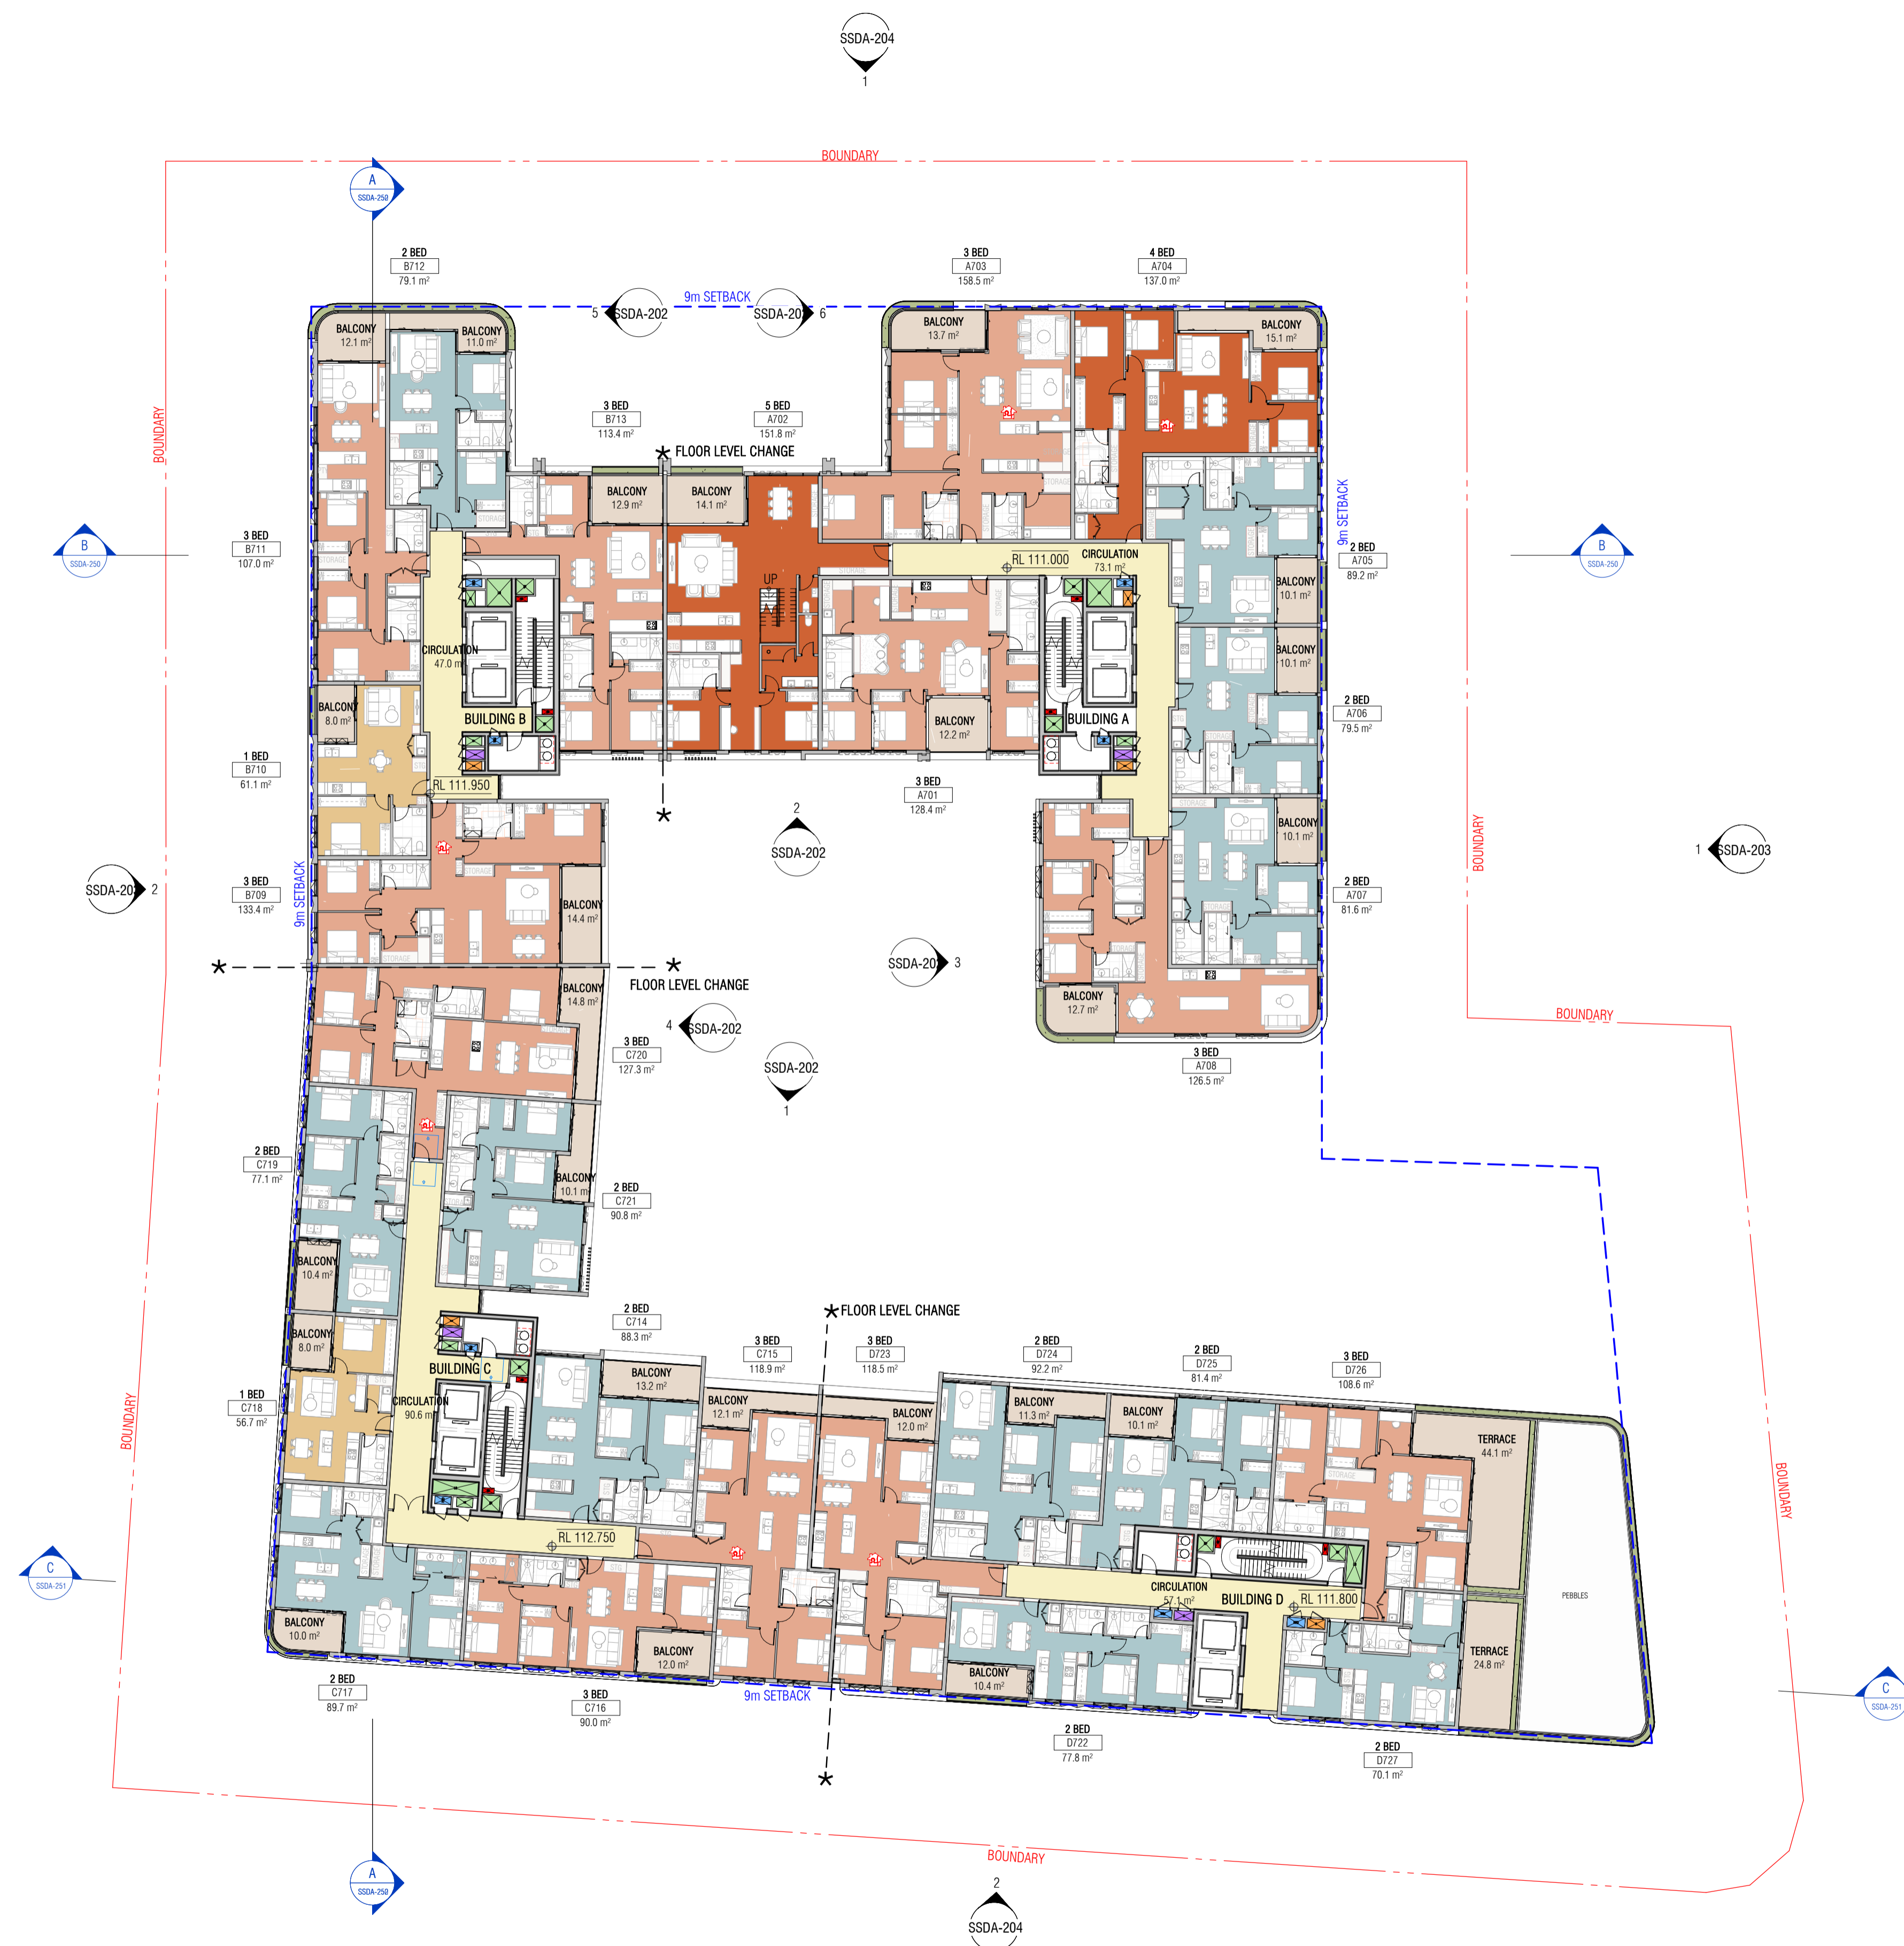 SSDA-204
1
BOUNDARY
A
SSDA-250
2 BED
B712
79.1 m²
3 BED
A703
158.5 m²
4 BED
A704
137.0 m²
9m SETBACK
5
SSDA-202
6
BALCONY
12.1 m²
BALCONY
11.0 m²
BALCONY
13.7 m²
BALCONY
15.1 m²
BOUNDARY
3 BED
B713
113.4 m²
5 BED
A702
151.8 m²
FLOOR LEVEL CHANGE
STORAGE
BALCONY
12.9 m²
BALCONY
14.1 m²
9m SETBACK
B
SSDA-250
3 BED
B711
107.0 m²
RL 111.000
CIRCULATION
73.1 m²
2 BED
A705
89.2 m²
B
SSDA-250
UP
BALCONY
10.1 m²
CIRCULATION
47.0 m
BALCONY
10.1 m²
BALCONY
8.0 m²
BUILDING B
BUILDING A
BALCONY
12.2 m²
2 BED
A706
79.5 m²
1 BED
B710
61.1 m²
RL 111.950
3 BED
A701
128.4 m²
STORAGE
BALCONY
10.1 m²
2
SSDA-202
BOUNDARY
1
SSDA-203
2
9m SETBACK
3 BED
B709
133.4 m²
STORAGE
BALCONY
14.4 m²
2 BED
A707
81.6 m²
STORAGE
3
FLOOR LEVEL CHANGE
BALCONY
14.8 m²
BALCONY
12.7 m²
4
SSDA-202
BOUNDARY
3 BED
C720
127.3 m²
SSDA-202
1
3 BED
A708
126.5 m²
2 BED
C719
77.1 m²
BALCONY
10.1 m
2 BED
C721
90.8 m²
BALCONY
10.4 m²
2 BED
C714
88.3 m²
FLOOR LEVEL CHANGE
BALCONY
8.0 m²
3 BED
C715
118.9 m²
3 BED
D723
118.5 m²
2 BED
D724
92.2 m²
2 BED
D725
81.4 m²
3 BED
D726
108.6 m²
BUILDING C
BALCONY
13.2 m²
1 BED
C718
56.7 m²
CIRCULATION
90.6 m
BALCONY
12.1 m²
BALCONY
12.0 m²
BALCONY
11.3 m²
BALCONY
10.1 m²
TERRACE
44.1 m²
BOUNDARY
BOUNDARY
STORAGE
RL 112.750
C
SSDA-251
CIRCULATION
57.1 m²
BUILDING D
RL 111.800
PEBBLES
BALCONY
10.0 m²
BALCONY
12.0 m²
BALCONY
10.4 m²
TERRACE
24.8 m²
2 BED
C717
89.7 m²
3 BED
C716
90.0 m²
9m SETBACK
C
SSDA-251
2 BED
D722
77.8 m²
2 BED
D727
70.1 m²
BOUNDARY
A
SSDA-250
2
SSDA-204